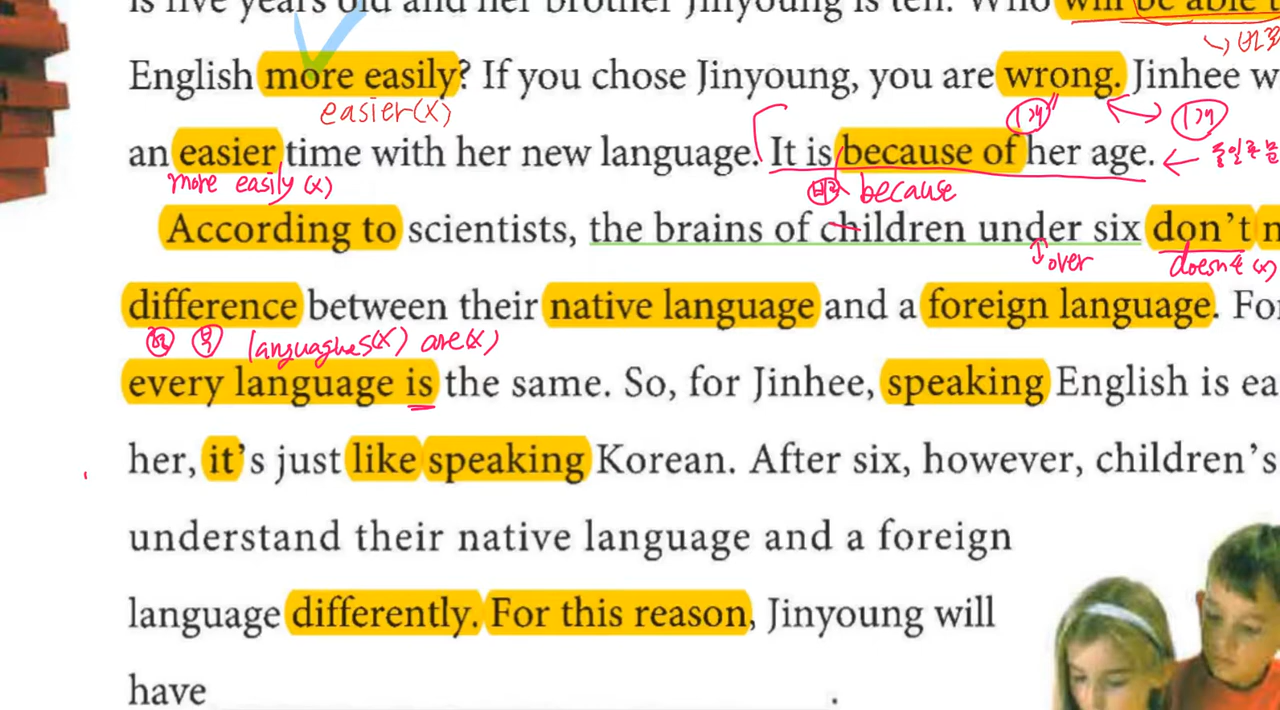 is five years old and her brother Jinyoung is ten. Who will be able t
English more easily? If you chose Jinyoung, you are wrong. Jinhee w
easier(x)
an easier time with her new language. It is because of her age.
more easily (x)
because
According to scientists, the brains of children under six don't n
over
doesn't (x)
difference between their native language and a foreign language. For
languaghes(x) are(x)
every language is the same. So, for Jinhee, speaking English is ea
her, it's just like speaking Korean. After six, however, children's
understand their native language and a foreign
language differently. For this reason, Jinyoung will
have .